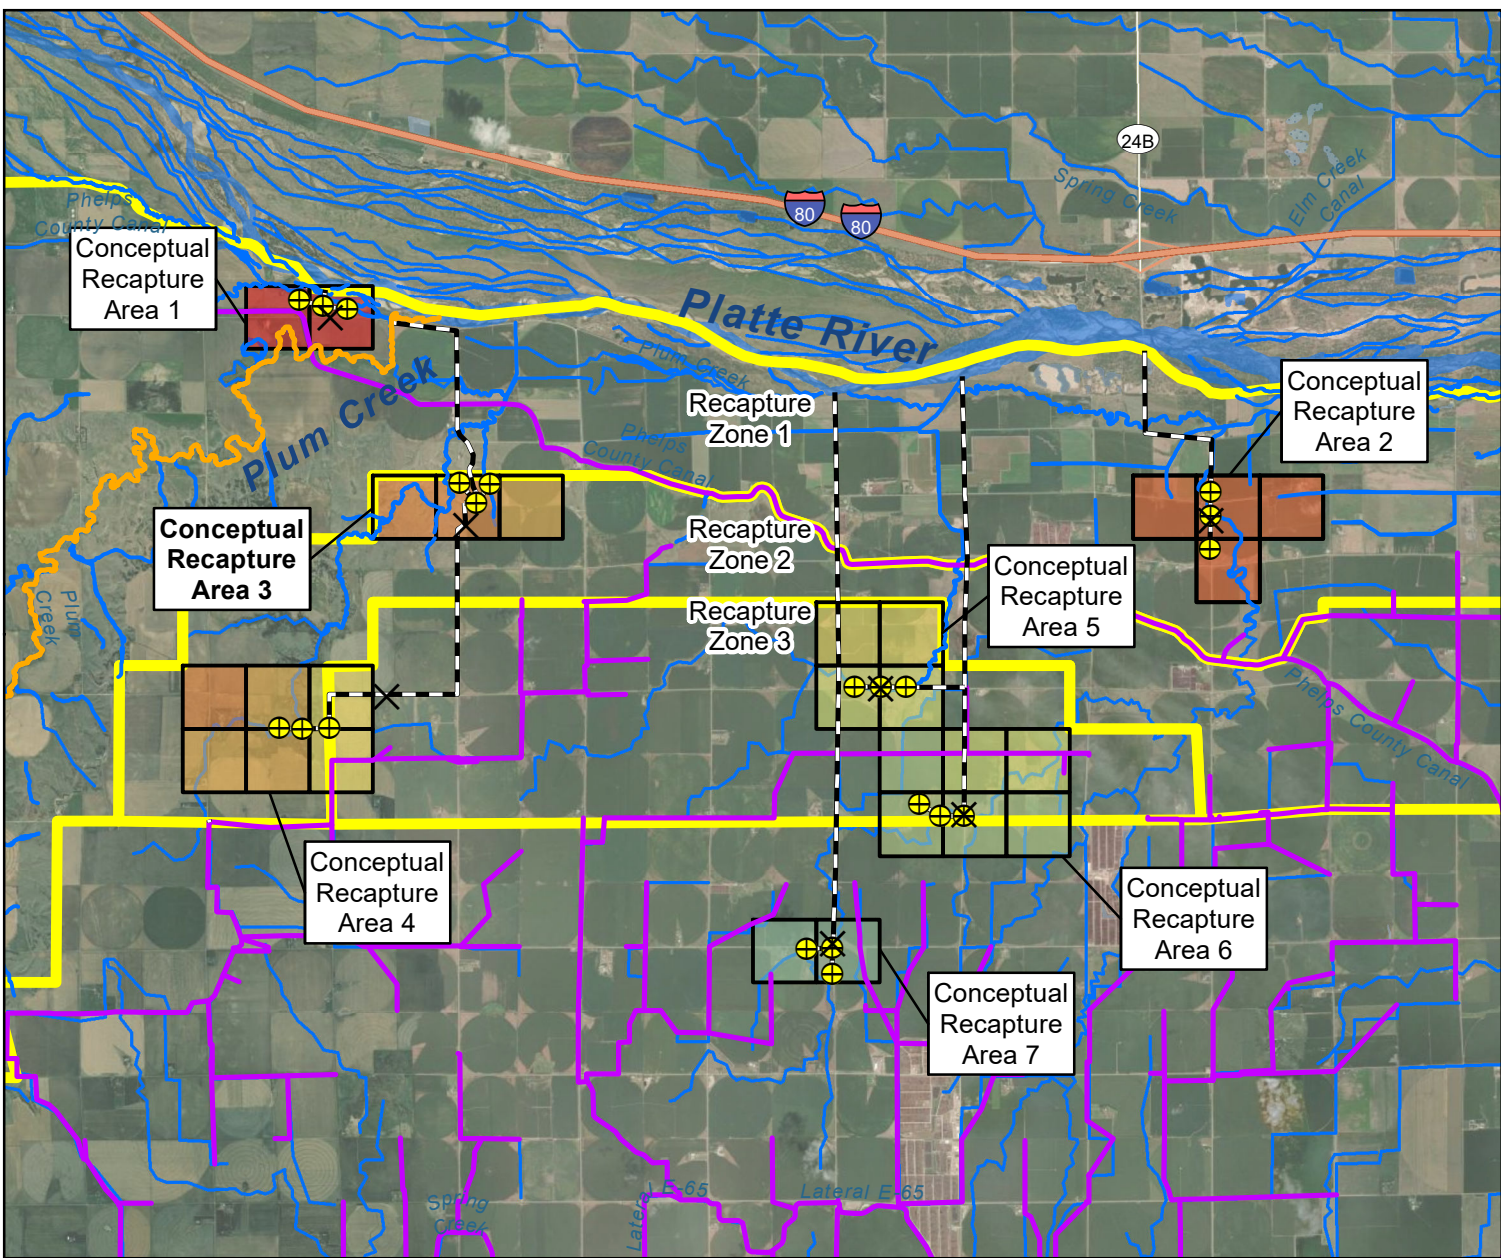 24B
Spring Creek
Elm Creek
Canal
80
80
Phelps
County Canal
Conceptual
Recapture
Area 1
Platte River
Plum Creek
Plum Creek
Conceptual
Recapture
Area 2
Recapture
Zone 1
Phelps
County Canal
Conceptual
Recapture
Area 3
Recapture
Zone 2
Conceptual
Recapture
Area 5
Plum
Creek
Recapture
Zone 3
Phelps County Canal
Conceptual
Recapture
Area 4
Conceptual
Recapture
Area 6
Conceptual
Recapture
Area 7
Spring
Creek
Lateral E-65
Lateral E-65